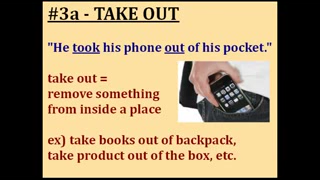 #3a - TAKE OUT
"He took his phone out of his pocket."
take out =
remove something
from inside a place
ex) take books out of backpack,
take product out of the box, etc.